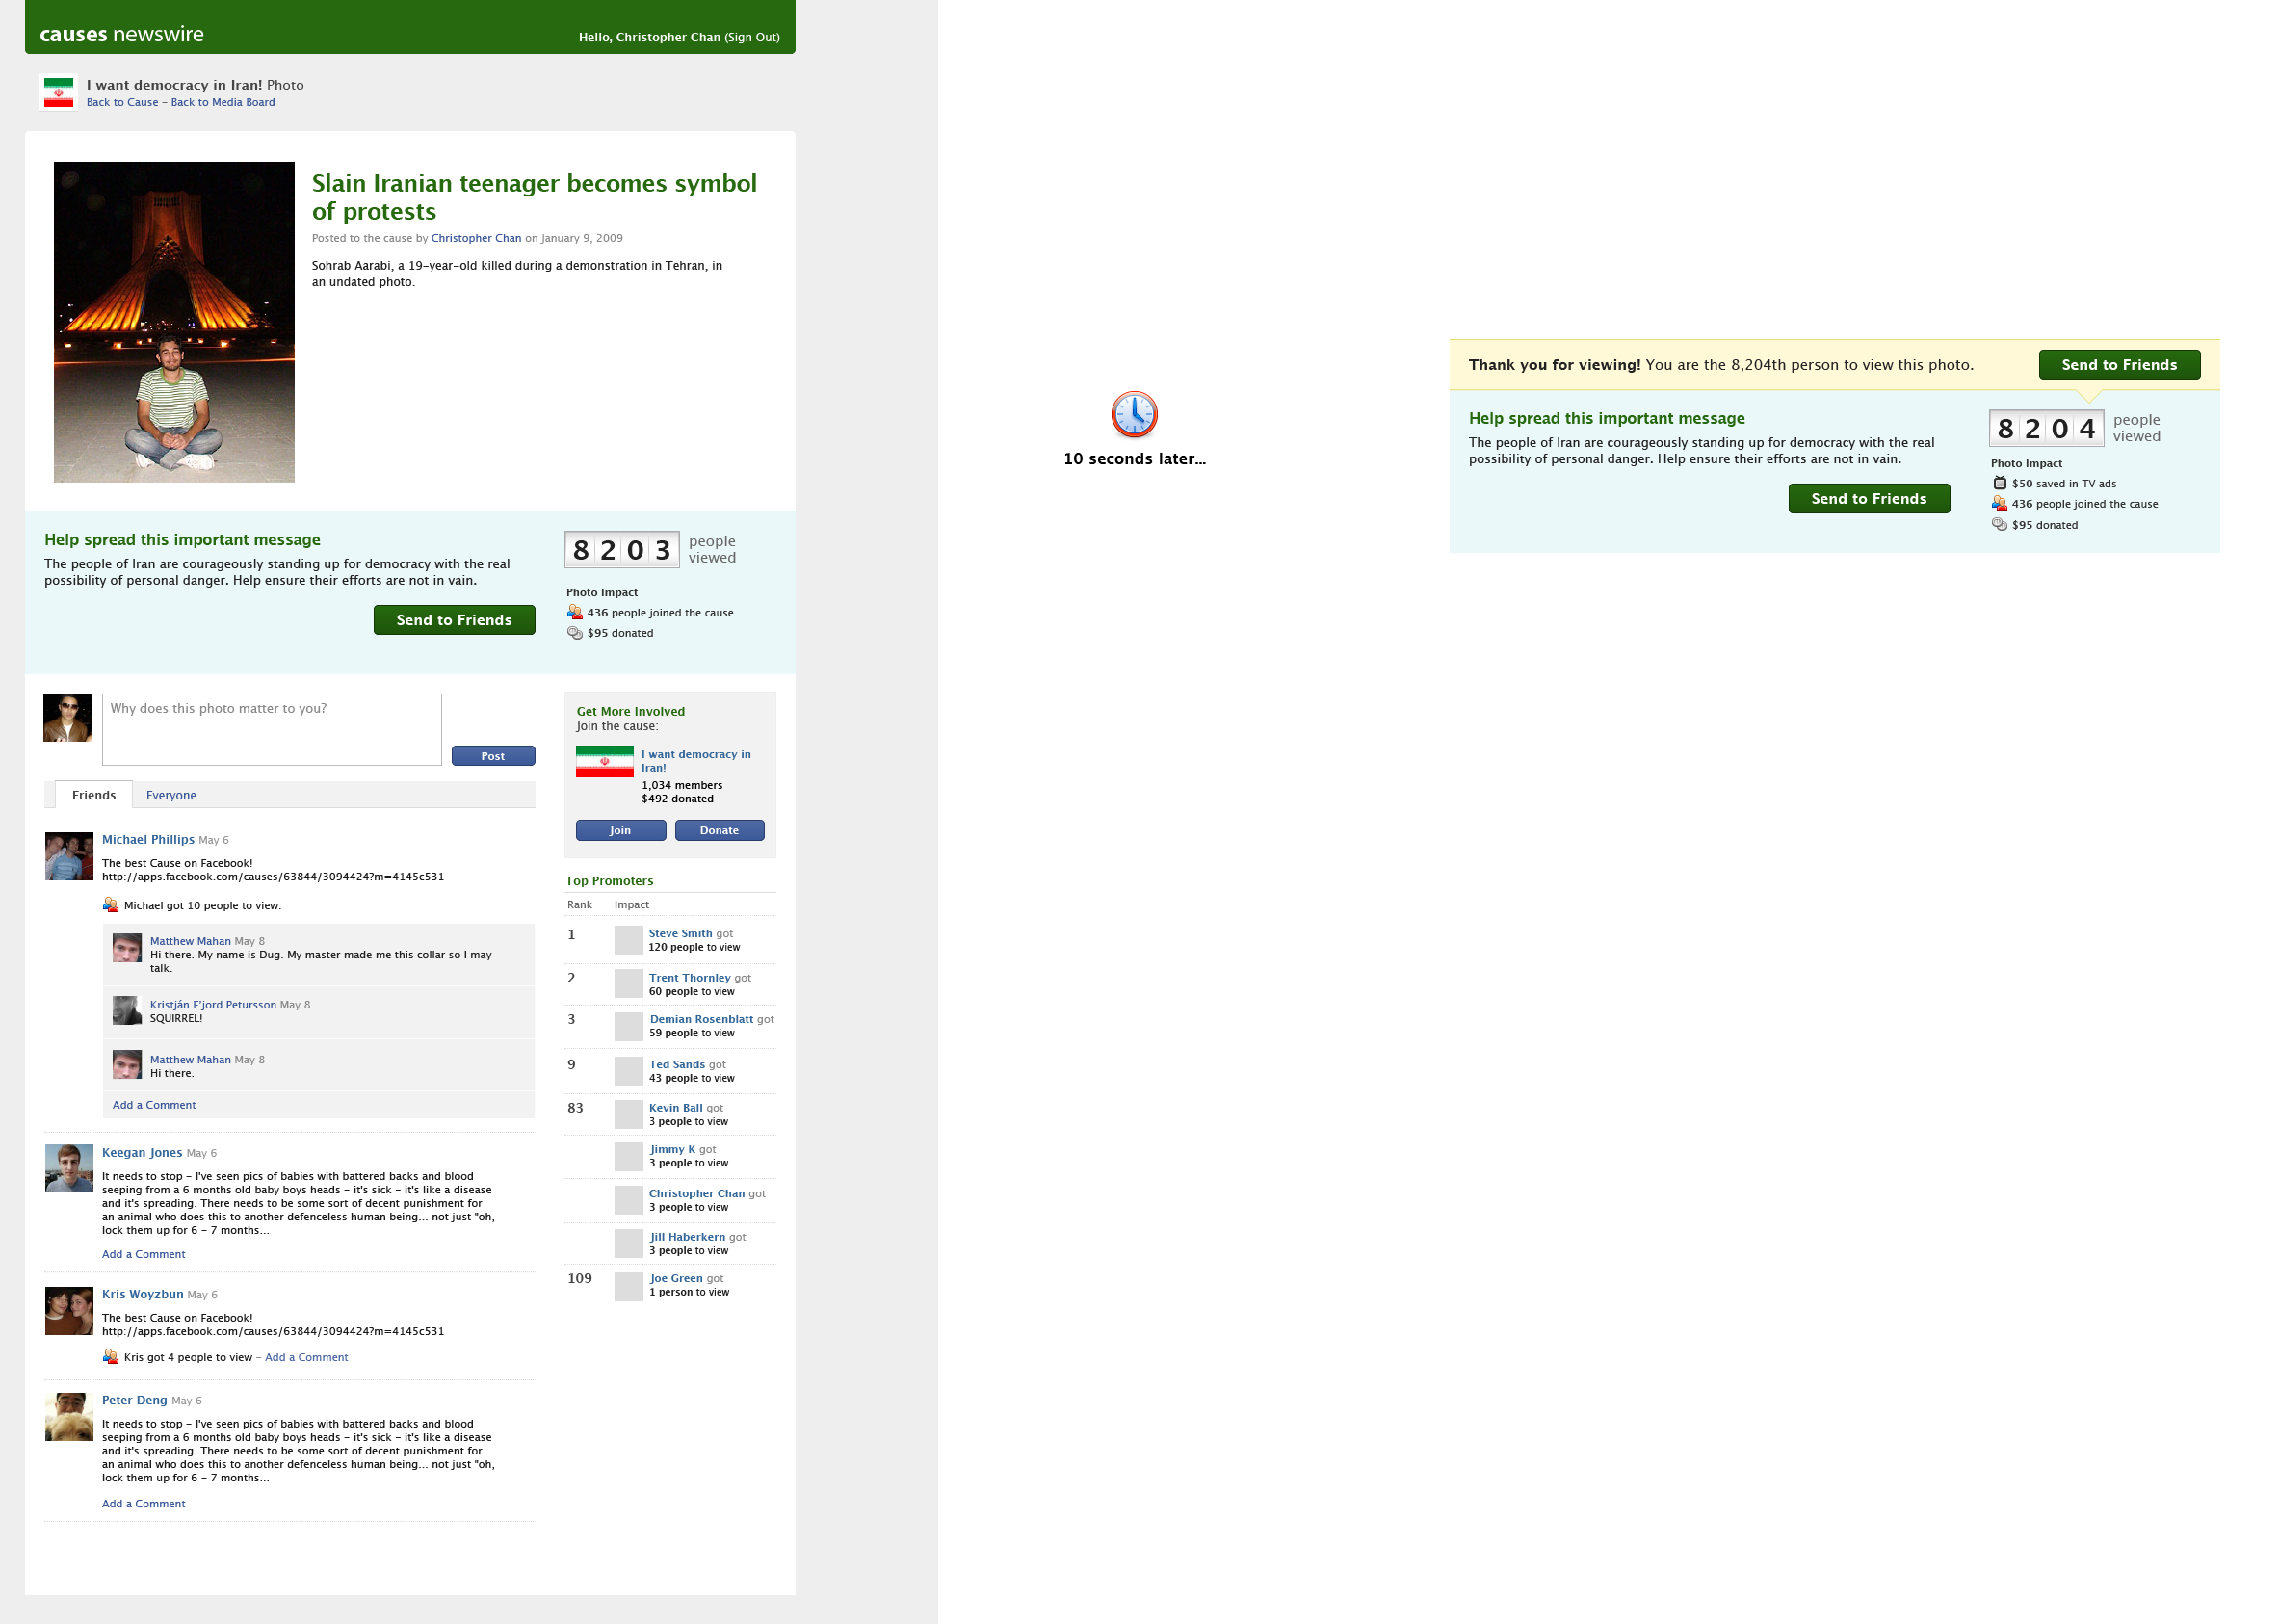 causes newswire
Hello, Christopher Chan (Sign Out)
I want democracy in Iran! Photo
Back to Cause – Back to Media Board
Slain Iranian teenager becomes symbol
of protests
Posted to the cause by Christopher Chan on January 9, 2009
Sohrab Aarabi, a 19-year-old killed during a demonstration in Tehran, in
an undated photo.
Help spread this important message
The people of Iran are courageously standing up for democracy with the real
possibility of personal danger. Help ensure their efforts are not in vain.
Send to Friends
8203
people
viewed
Photo Impact
436 people joined the cause
$95 donated
Why does this photo matter to you?
Post
Friends
Everyone
Michael Phillips May 6
The best Cause on Facebook!
http://apps.facebook.com/causes/63844/3094424?m=4145c531
Michael got 10 people to view.
Matthew Mahan May 8
Hi there. My name is Dug. My master made me this collar so I may
talk.
Kristján F'jord Petursson May 8
SQUIRREL!
Matthew Mahan May 8
Hi there.
Add a Comment
Keegan Jones May 6
It needs to stop - I've seen pics of babies with battered backs and blood
seeping from a 6 months old baby boys heads - it's sick - it's like a disease
and it's spreading. There needs to be some sort of decent punishment for
an animal who does this to another defenceless human being... not just "oh,
lock them up for 6 - 7 months...
Add a Comment
Kris Woyzbun May 6
The best Cause on Facebook!
http://apps.facebook.com/causes/63844/3094424?m=4145c531
Kris got 4 people to view – Add a Comment
Peter Deng May 6
It needs to stop - I've seen pics of babies with battered backs and blood
seeping from a 6 months old baby boys heads - it's sick - it's like a disease
and it's spreading. There needs to be some sort of decent punishment for
an animal who does this to another defenceless human being... not just "oh,
lock them up for 6 - 7 months...
Add a Comment
Get More Involved
Join the cause:
I want democracy in
Iran!
1,034 members
$492 donated
Join
Donate
Top Promoters
Rank Impact
1 Steve Smith got
120 people to view
2 Trent Thornley got
60 people to view
3 Demian Rosenblatt got
59 people to view
9 Ted Sands got
43 people to view
83 Kevin Ball got
3 people to view
Jimmy K got
3 people to view
Christopher Chan got
3 people to view
Jill Haberkern got
3 people to view
109 Joe Green got
1 person to view
10 seconds later...
Thank you for viewing! You are the 8,204th person to view this photo.
Send to Friends
Help spread this important message
The people of Iran are courageously standing up for democracy with the real
possibility of personal danger. Help ensure their efforts are not in vain.
Send to Friends
8204
people
viewed
Photo Impact
$50 saved in TV ads
436 people joined the cause
$95 donated